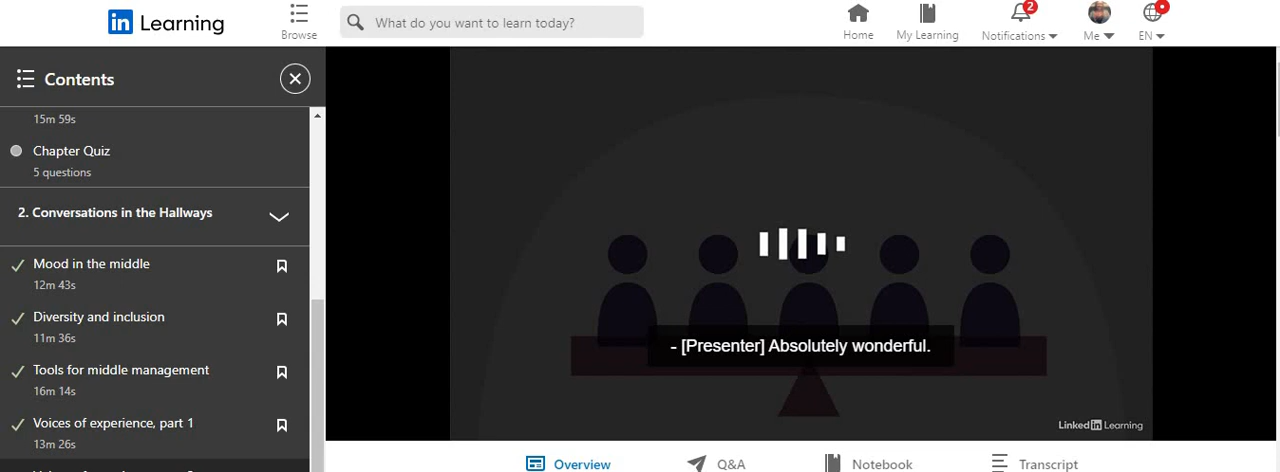 in Learning
Browse
What do you want to learn today?
Home
My Learning
2
Notifications
Me
EN
Contents
15m 59s
Chapter Quiz
5 questions
2. Conversations in the Hallways
Mood in the middle
12m 43s
Diversity and inclusion
11m 36s
Tools for middle management
16m 14s
Voices of experience, part 1
13m 26s
- [Presenter] Absolutely wonderful.
Linked in Learning
Overview
Q&A
Notebook
Transcript